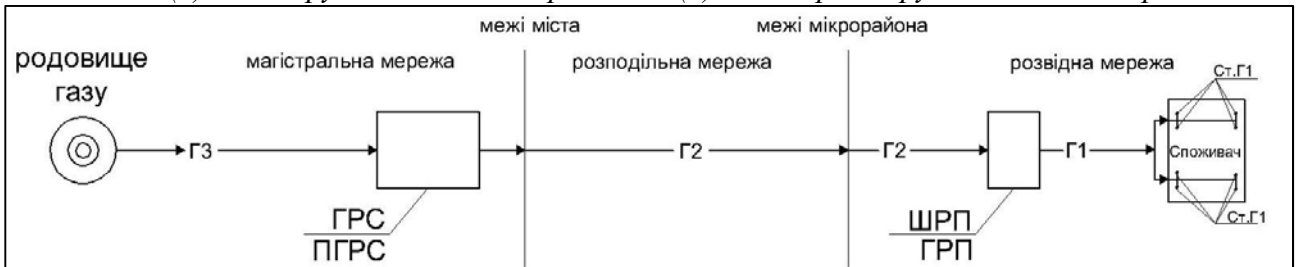 межі міста
межі мікрорайона
родовище
газу
магістральна мережа
розподільна мережа
розвідна мережа
Ст.Г1
Г3
Г2
Г2
Г1
Споживач
ГРС
ПГРС
ШРП
ГРП
Ст.Г1